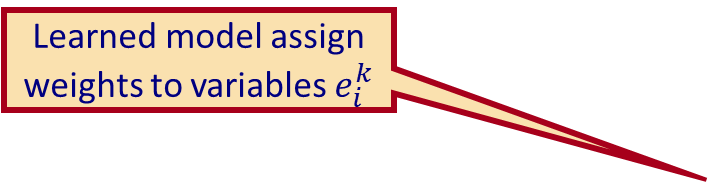 Learned model assign
weights to variables $e_i^k$